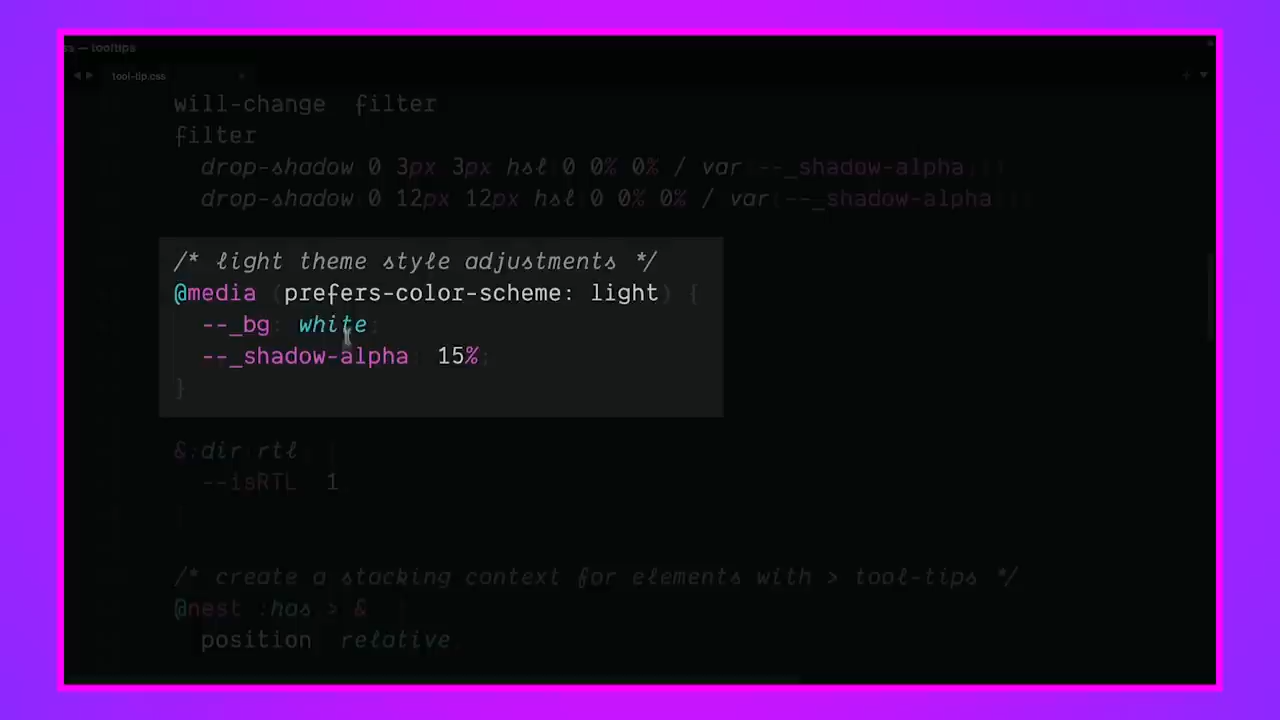 ss — tooltips
tool-tip.css
will-change filter
filter
drop-shadow 0 3px 3px hsl 0 0% 0% / var(--_shadow-alpha)
drop-shadow 0 12px 12px hsl 0 0% 0% / var(--_shadow-alpha)
/* light theme style adjustments */
@media (prefers-color-scheme: light) {
--_bg: white;
--_shadow-alpha: 15%;
}
&:dir rtl
--isRTL 1
/* create a stacking context for elements with > tool-tips */
@nest :has > &
position relative